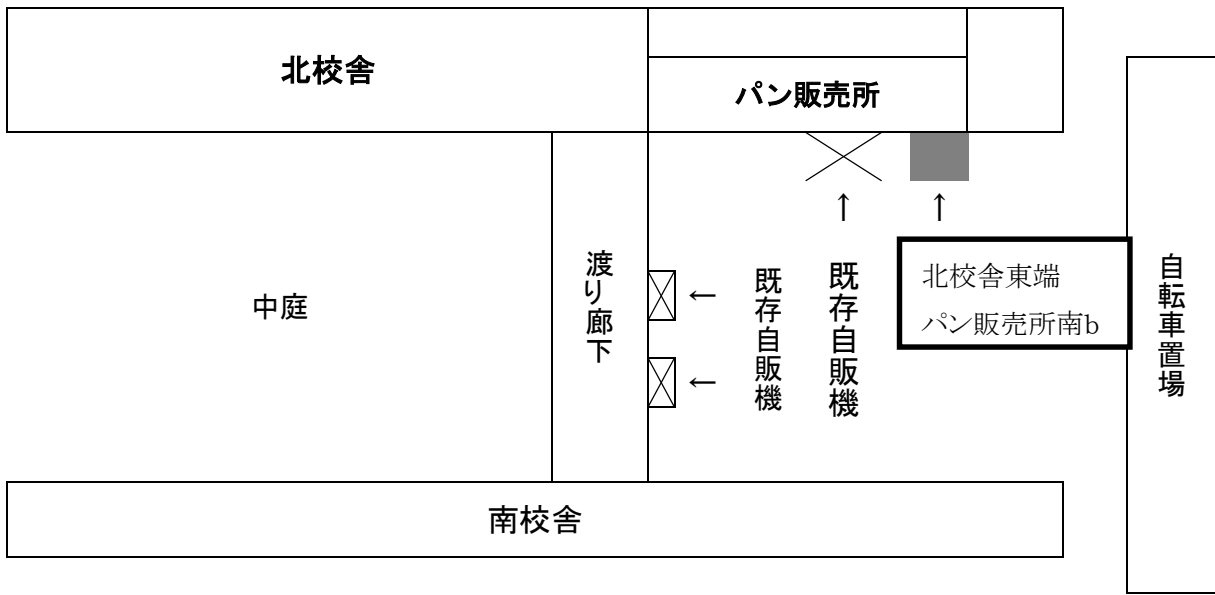 北校舎
パン販売所
↑
↑
北校舎東端
パン販売所南b
中庭
渡り廊下
←
←
既存自販機
既存自販機
自転車置場
南校舎